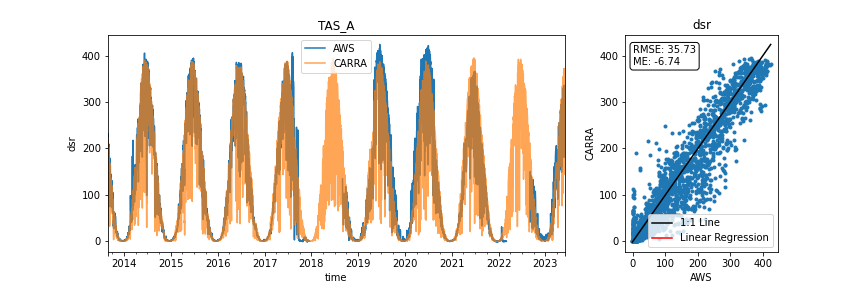 TAS_A
dsr
AWS
CARRA
400
300
200
100
0
dsr
2014 2015 2016 2017 2018 2019 2020 2021 2022 2023
time
RMSE: 35.73
ME: -6.74
400
300
200
100
0
CARRA
1:1 Line
Linear Regression
0 100 200 300 400
AWS